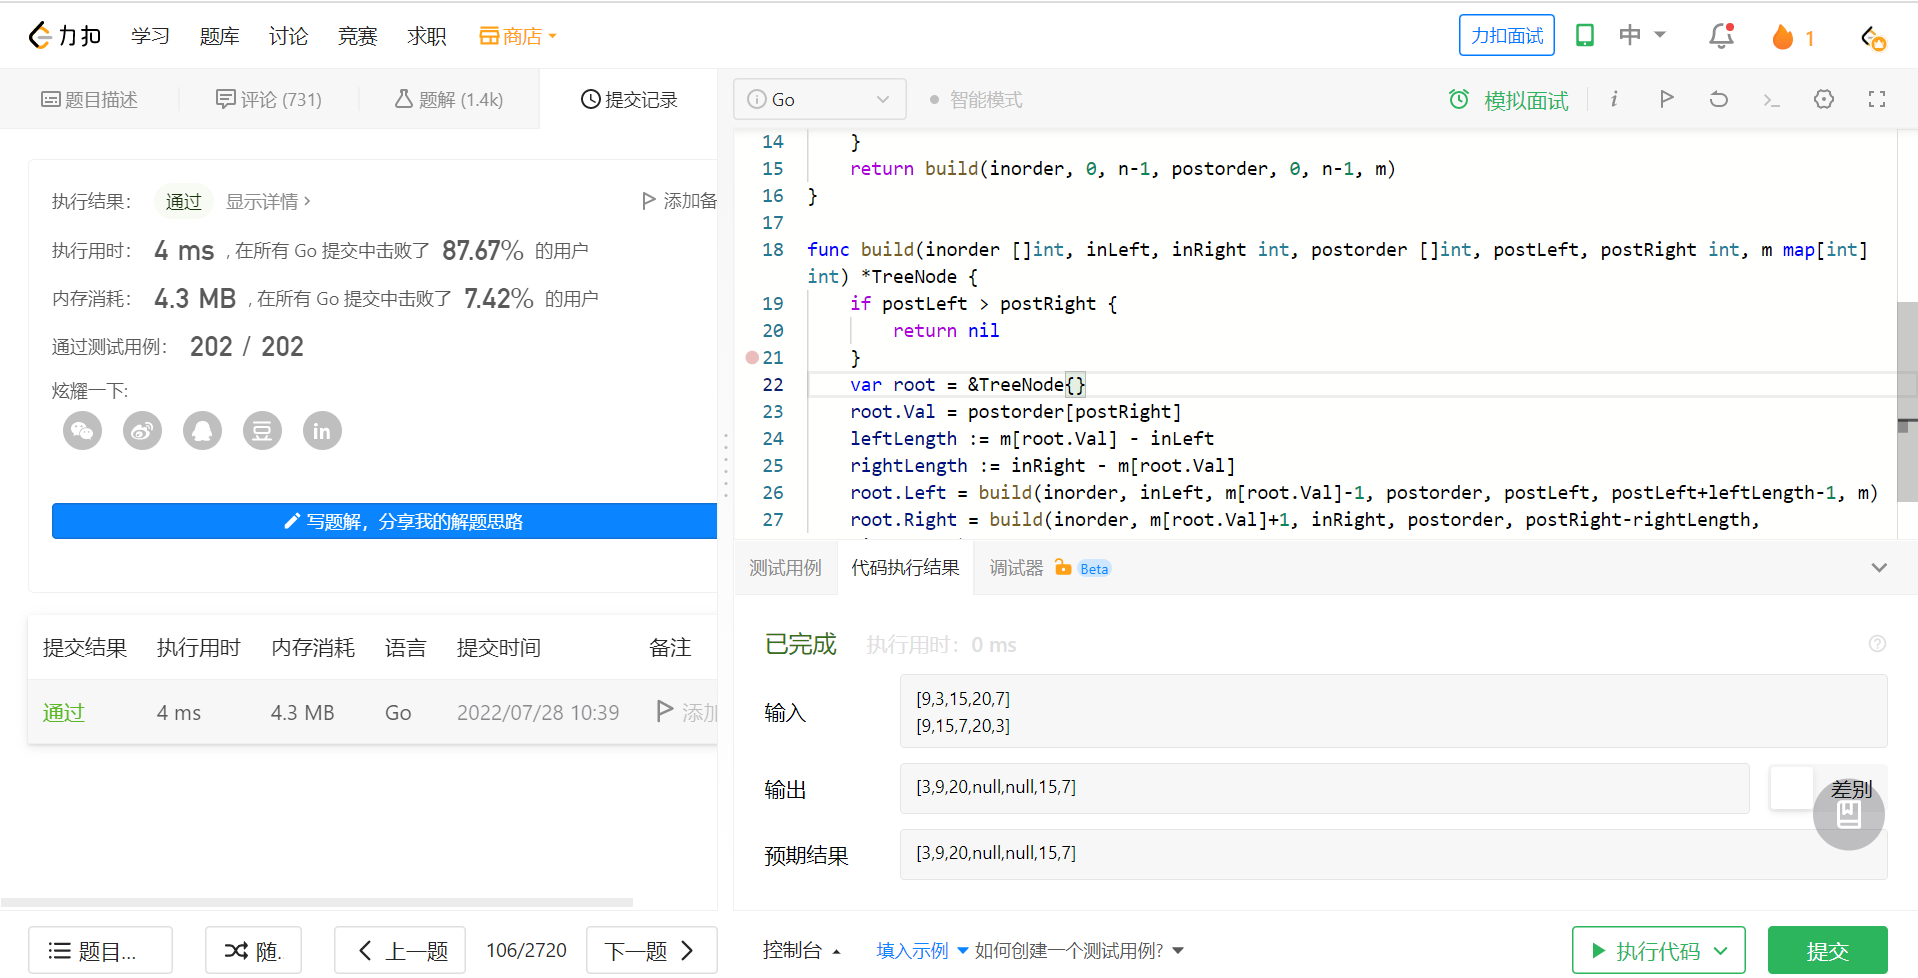 力扣 学习 题库 讨论 竞赛 求职 商店 力扣面试 中 1
题目描述 评论 (731) 题解 (1.4k) 提交记录
执行结果： 通过 显示详情 > 添加备
执行用时： 4 ms , 在所有 Go 提交中击败了 87.67% 的用户
内存消耗： 4.3 MB , 在所有 Go 提交中击败了 7.42% 的用户
通过测试用例： 202 / 202
炫耀一下:
豆 in
写题解，分享我的解题思路
提交结果 执行用时 内存消耗 语言 提交时间 备注
通过 4 ms 4.3 MB Go 2022/07/28 10:39 添加
题目... 随. 上一题 106/2720 下一题
Go 智能模式 模拟面试 i
14 }
15 return build(inorder, 0, n-1, postorder, 0, n-1, m)
16 }
17
18 func build(inorder []int, inLeft, inRight int, postorder []int, postLeft, postRight int, m map[int]
int) *TreeNode {
19 if postLeft > postRight {
20 return nil
21 }
22 var root = &TreeNode{}
23 root.Val = postorder[postRight]
24 leftLength := m[root.Val] - inLeft
25 rightLength := inRight - m[root.Val]
26 root.Left = build(inorder, inLeft, m[root.Val]-1, postorder, postLeft, postLeft+leftLength-1, m)
27 root.Right = build(inorder, m[root.Val]+1, inRight, postorder, postRight-rightLength,
测试用例 代码执行结果 调试器 Beta
已完成 执行用时： 0 ms
输入
[9,3,15,20,7]
[9,15,7,20,3]
输出 [3,9,20,null,null,15,7] 差别
预期结果 [3,9,20,null,null,15,7]
控制台 填入示例 如何创建一个测试用例? 执行代码 提交